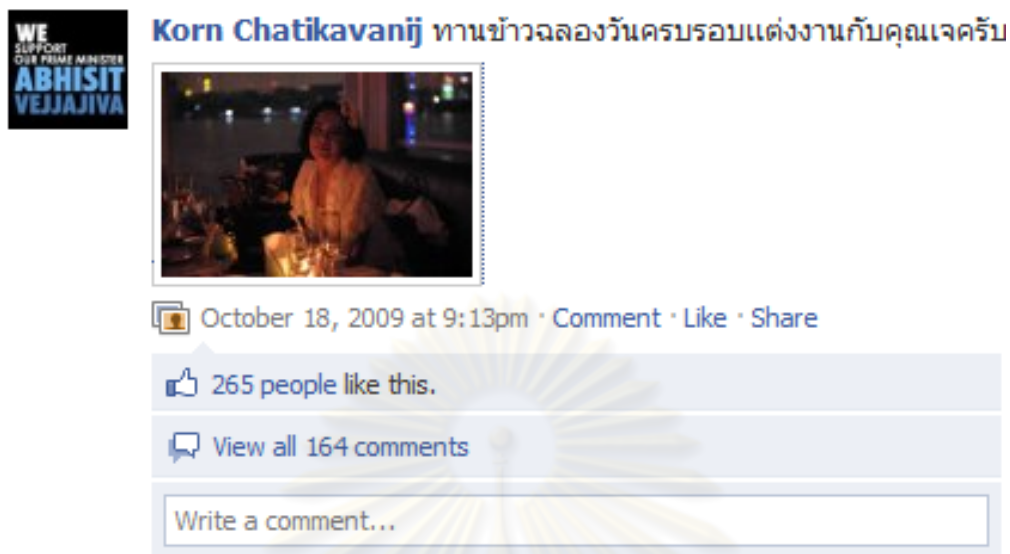 WE
SUPPORT
OUR PRIME MINISTER
ABHISIT
VEJJAJIVA
Korn Chatikavanij ทานข้าวฉลองวันครบรอบแต่งงานกับคุณเจครับ
October 18, 2009 at 9:13pm · Comment · Like · Share
265 people like this.
View all 164 comments
Write a comment...